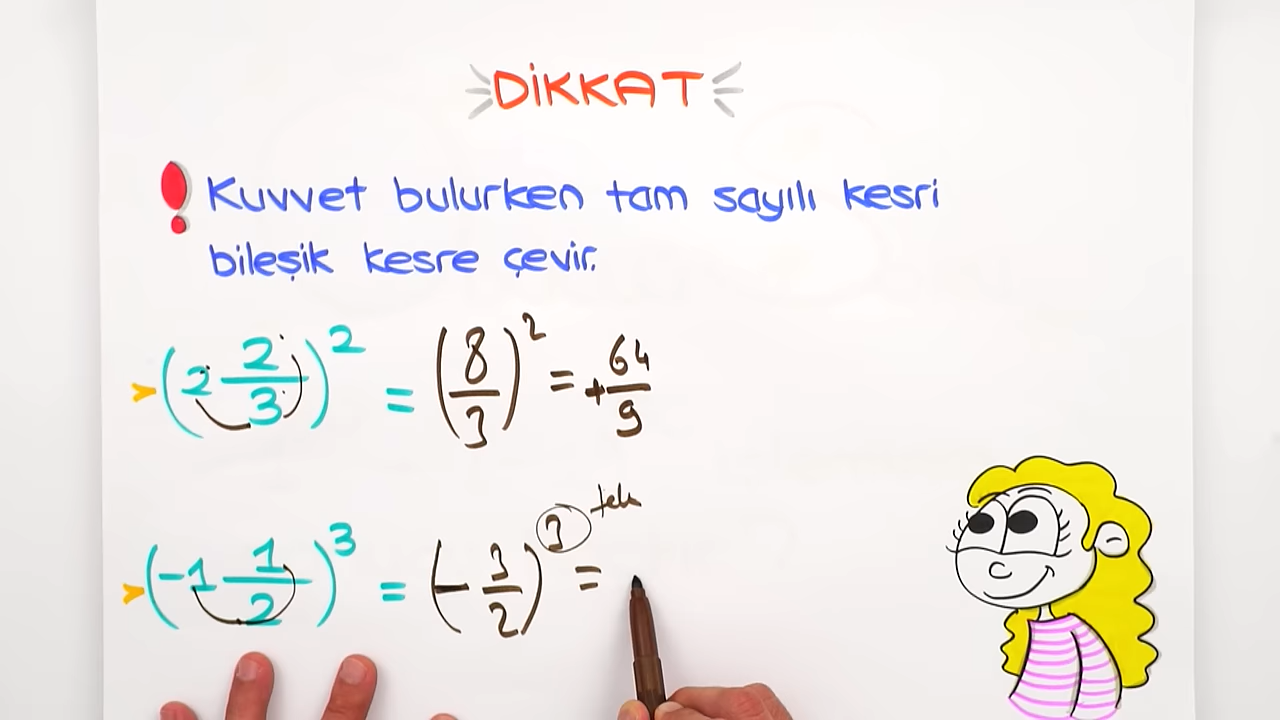 DİKKAT
! Kuvvet bulurken tam sayılı kesri
bileşik kesre çevir.
> (2 2/3)² = (8/3)² = +64/9
> (-1 1/2)³ = (-3/2)³ tek =